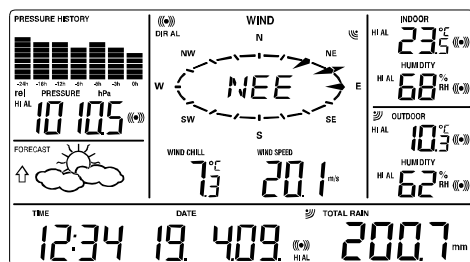 PRESSURE HISTORY
-24h -18h -12h -6h -4h -3h 0h
rel PRESSURE hPa
HI AL
1010.5
FORECAST
WIND
DIR AL
N
NW NE
W NEE E
SW SE
S
WIND CHILL WIND SPEED
7.3 °C 20.1 m/s
INDOOR
HI AL 23.5 °C
HUMIDITY
HI AL 68 % RH
OUTDOOR
HI AL 10.3 °C
HUMIDITY
HI AL 62 % RH
TIME DATE TOTAL RAIN
12:34 19. 4.09. HI AL 200.7 mm